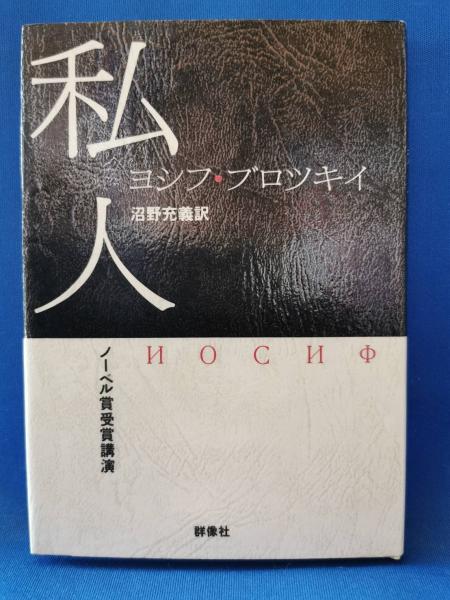 私人
ヨシフ・ブロツキイ
沼野充義訳
ИОСИФ
ノーベル賞受賞講演
群像社